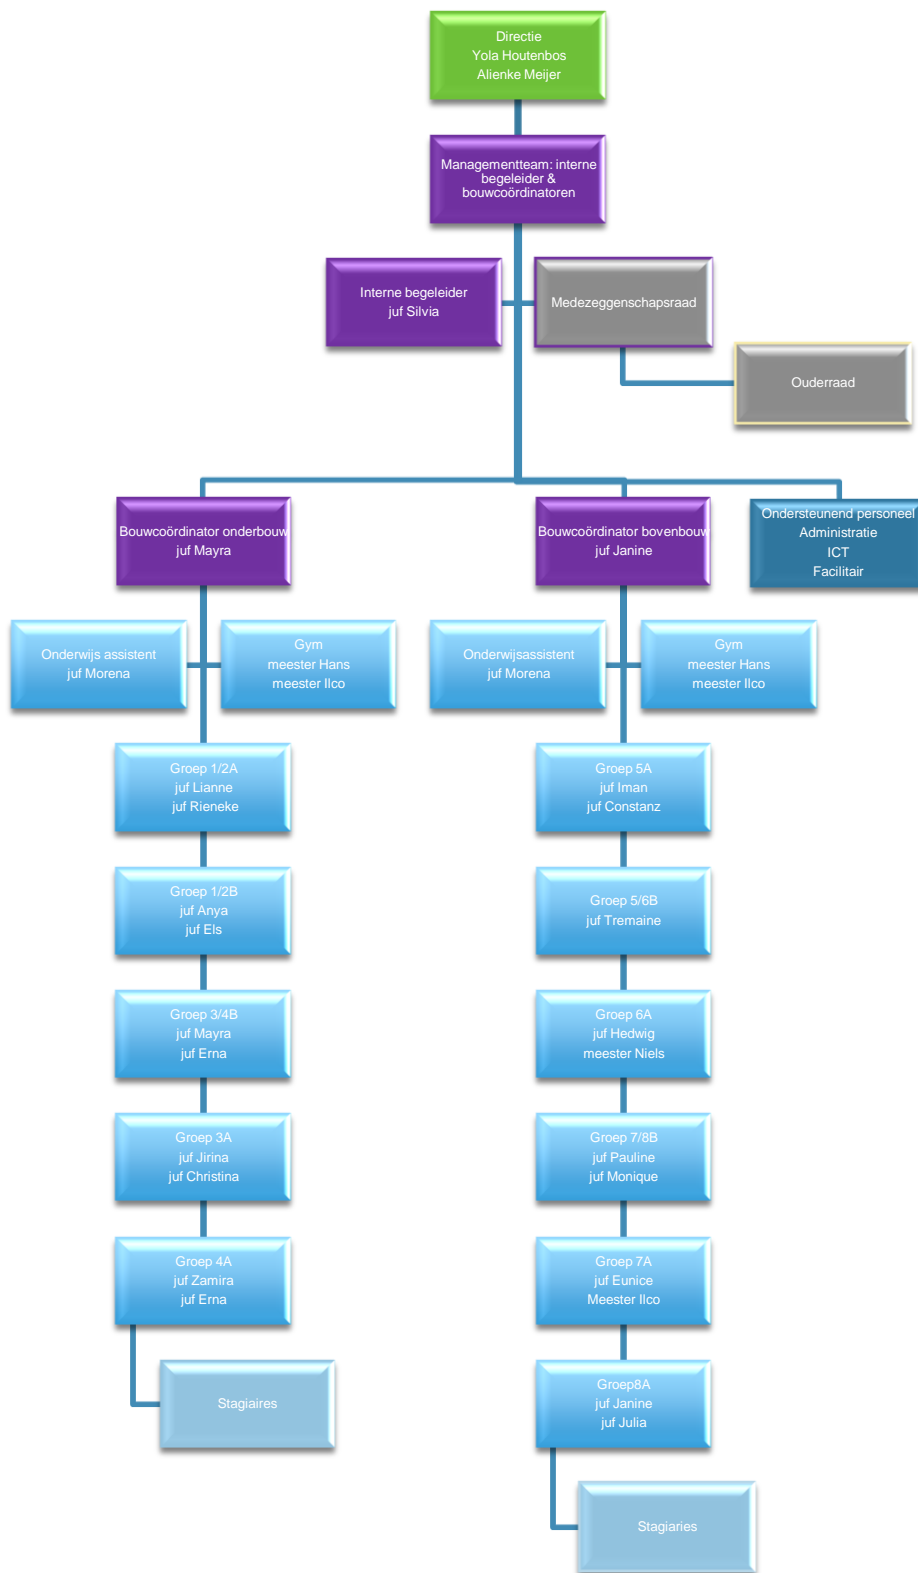 Directie
Yola Houtenbos
Alienke Meijer
Managementteam: interne
begeleider &
bouwcoördinatoren
Interne begeleider
juf Silvia
Medezeggenschapsraad
Ouderraad
Bouwcoördinator onderbouw
juf Mayra
Bouwcoördinator bovenbouw
juf Janine
Ondersteunend personeel
Administratie
ICT
Facilitair
Onderwijs assistent
juf Morena
Gym
meester Hans
meester Ilco
Onderwijsassistent
juf Morena
Gym
meester Hans
meester Ilco
Groep 1/2A
juf Lianne
juf Rieneke
Groep 5A
juf Iman
juf Constanz
Groep 1/2B
juf Anya
juf Els
Groep 5/6B
juf Tremaine
Groep 3/4B
juf Mayra
juf Erna
Groep 6A
juf Hedwig
meester Niels
Groep 3A
juf Jirina
juf Christina
Groep 7/8B
juf Pauline
juf Monique
Groep 4A
juf Zamira
juf Erna
Groep 7A
juf Eunice
Meester Ilco
Stagiaires
Groep8A
juf Janine
juf Julia
Stagiaries